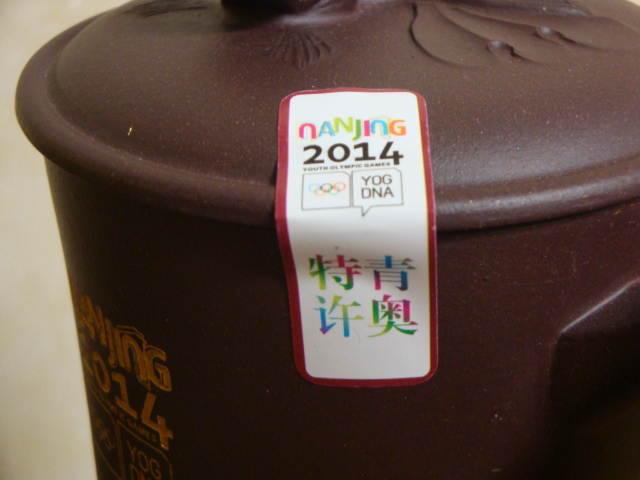 NANJING
2014
YOUTH OLYMPIC GAMES
YOG
DNA
青奥
特许
NANJING
2014
YOG